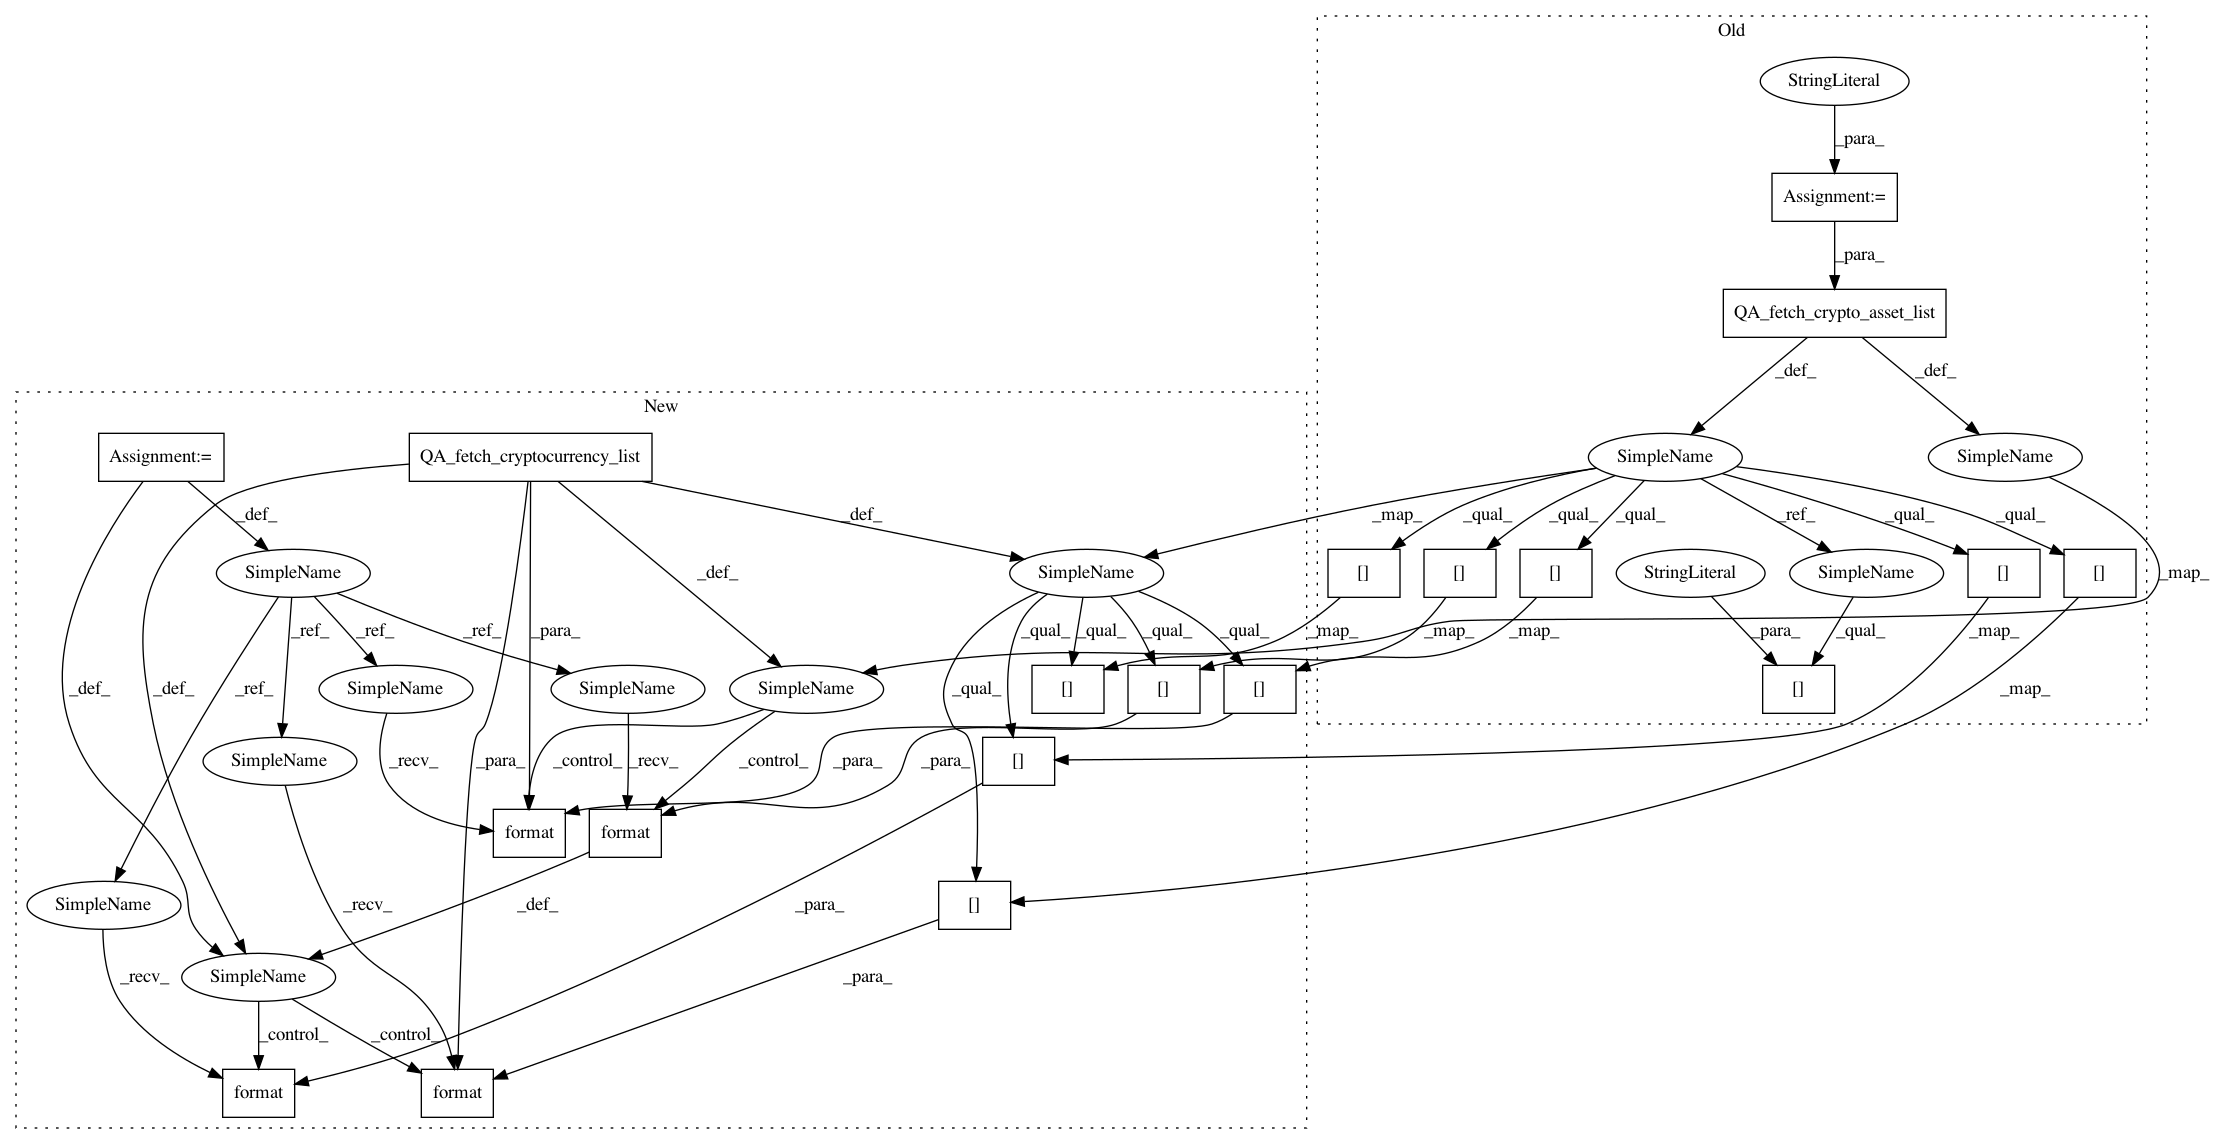 Old
StringLiteral
_para_
Assignment:=
_para_
QA_fetch_crypto_asset_list
_def_ _def_
New
Assignment:= QA_fetch_cryptocurrency_list SimpleName SimpleName
_def_ _def_ _map_ _qual_ _qual_ _qual_ _ref_ _qual_ _qual_
SimpleName _def_ SimpleName [] [] [] StringLiteral SimpleName [] [] _map_
_ref_ _ref_ _ref_ _para_ _qual_ _qual_ _qual_ _qual_ _map_ _map_ _map_ _para_ _qual_ _map_
_def_ _def_ _ref_ SimpleName SimpleName SimpleName _qual_ [] [] [] [] _map_
SimpleName _recv_ _para_ _control_ _recv_ _control_ _para_ _para_ []
format format
SimpleName _recv_ _def_ _para_ []
_recv_ SimpleName _para_
_control_ _control_
format format